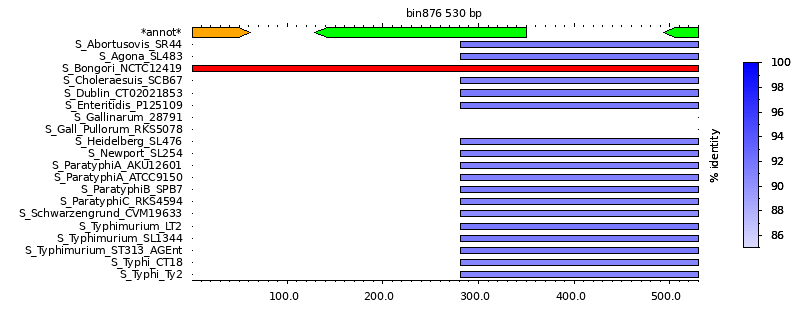 bin876 530 bp
*annot*
S_Abortusovis_SR44
S_Agona_SL483
S_Bongori_NCTC12419
S_Choleraesuis_SCB67
S_Dublin_CT02021853
S_Enteritidis_P125109
S_Gallinarum_28791
S_Gall_Pullorum_RKS5078
S_Heidelberg_SL476
S_Newport_SL254
S_ParatyphiA_AKU12601
S_ParatyphiA_ATCC9150
S_ParatyphiB_SPB7
S_ParatyphiC_RKS4594
S_Schwarzengrund_CVM19633
S_Typhimurium_LT2
S_Typhimurium_SL1344
S_Typhimurium_ST313_AGEnt
S_Typhi_CT18
S_Typhi_Ty2
100.0 200.0 300.0 400.0 500.0
% identity
100
98
96
94
92
90
88
86